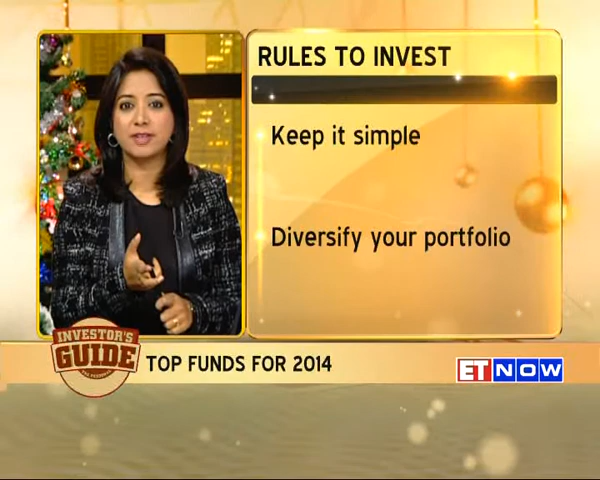 RULES TO INVEST
Keep it simple
Diversify your portfolio
INVESTOR'S
GUIDE
TOP FUNDS FOR 2014
ET NOW